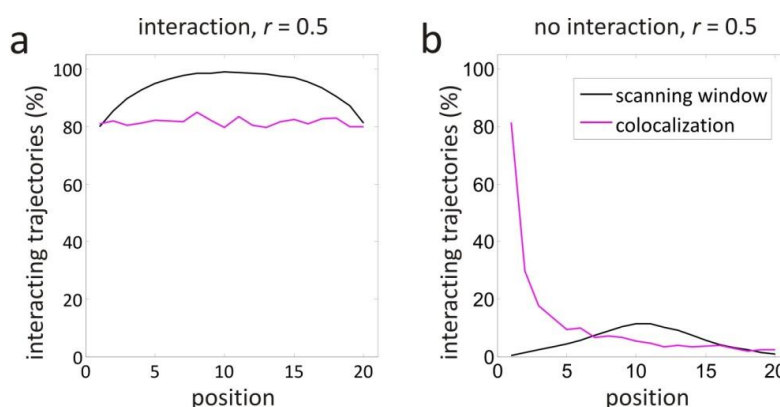 a
interaction, r = 0.5
interacting trajectories (%)
100
80
60
40
20
0
0 5 10 15 20
position
b
no interaction, r = 0.5
interacting trajectories (%)
100
80
60
40
20
0
0 5 10 15 20
position
scanning window
colocalization